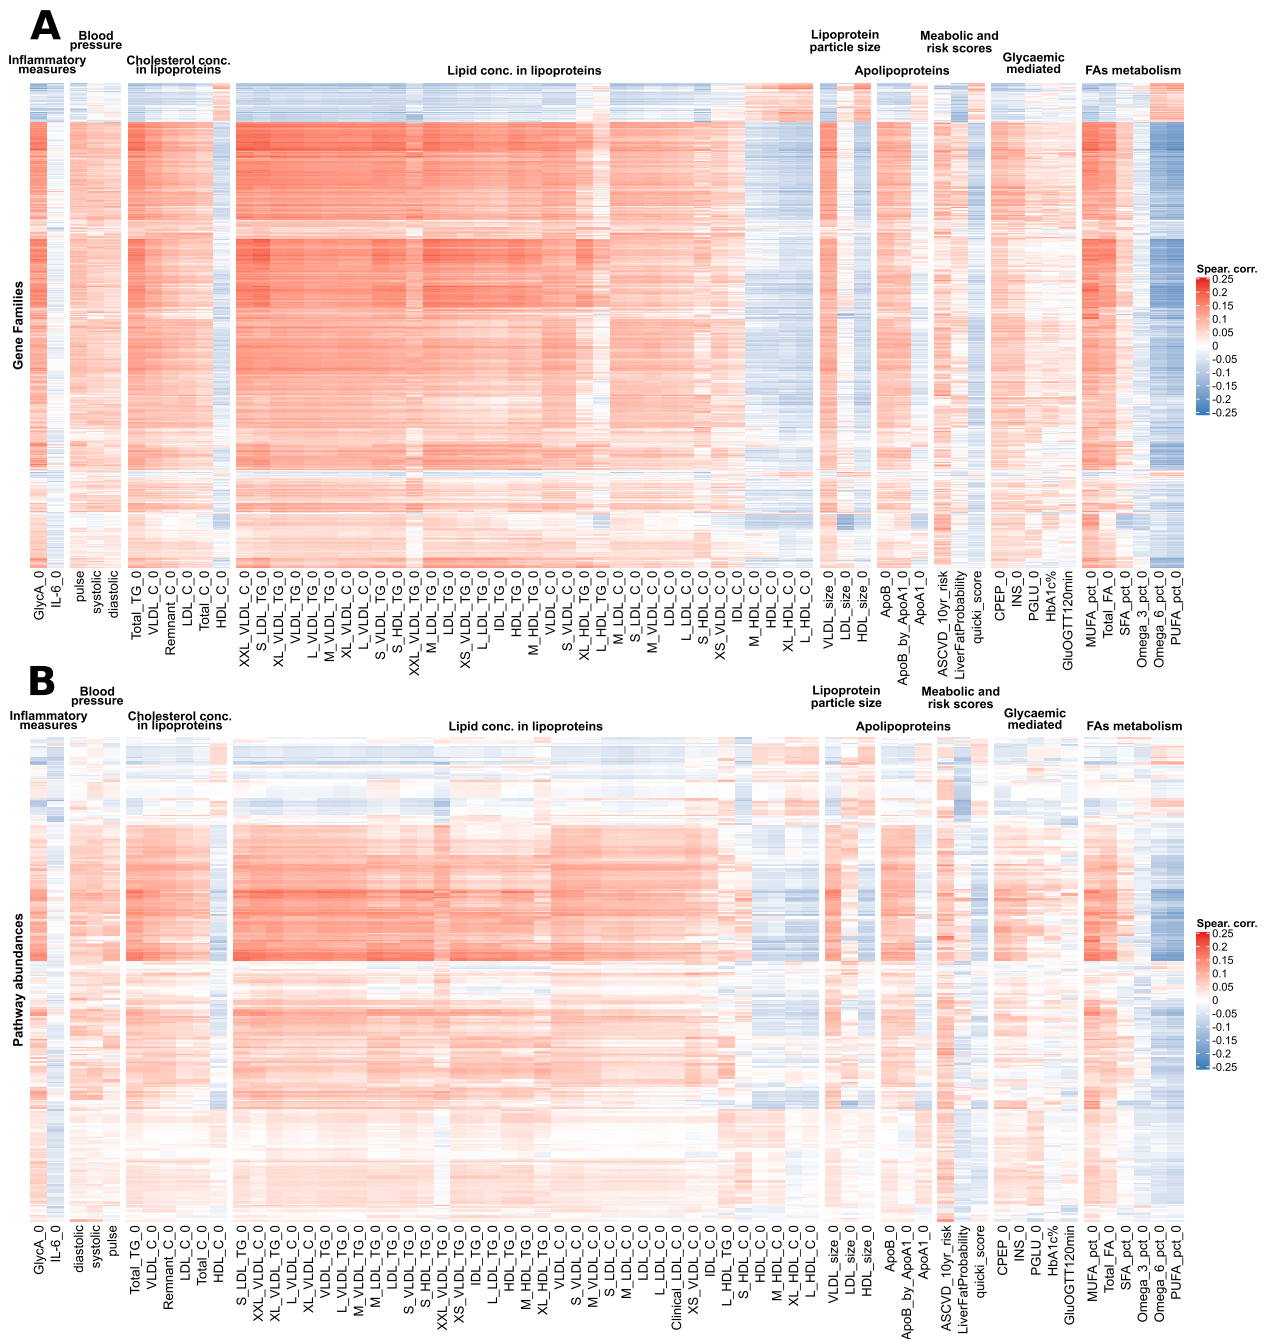 A
Inflammatory
measures
Blood
pressure
Cholesterol conc.
in lipoproteins
Lipid conc. in lipoproteins
Lipoprotein
particle size
Apolipoproteins
Meabolic and
risk scores
Glycaemic
mediated
FAs metabolism
Gene Families
Spear. corr.
0.25
0.2
0.15
0.1
0.05
0
-0.05
-0.1
-0.15
-0.2
-0.25
GlycA_0
IL-6_0
pulse
systolic
diastolic
Total_TG_0
VLDL_C_0
Remnant_C_0
LDL_C_0
Total_C_0
HDL_C_0
XXL_VLDL_C_0
S_LDL_TG_0
XL_VLDL_TG_0
VLDL_TG_0
L_VLDL_TG_0
M_VLDL_TG_0
XL_VLDL_C_0
L_VLDL_C_0
S_VLDL_TG_0
S_HDL_TG_0
XXL_VLDL_TG_0
M_LDL_TG_0
LDL_TG_0
XS_VLDL_TG_0
L_LDL_TG_0
IDL_TG_0
HDL_TG_0
M_HDL_TG_0
VLDL_C_0
S_VLDL_C_0
XL_HDL_TG_0
L_HDL_TG_0
M_LDL_C_0
S_LDL_C_0
M_VLDL_C_0
LDL_C_0
L_LDL_C_0
S_HDL_C_0
XS_VLDL_C_0
IDL_C_0
M_HDL_C_0
HDL_C_0
XL_HDL_C_0
L_HDL_C_0
VLDL_size_0
LDL_size_0
HDL_size_0
ApoB_0
ApoB_by_ApoA1_0
ApoA1_0
ASCVD_10yr_risk
LiverFatProbability
quicki_score
CPEP_0
INS_0
PGLU_0
HbA1c%
GluOGTT120min
MUFA_pct_0
Total_FA_0
SFA_pct_0
Omega_3_pct_0
Omega_6_pct_0
PUFA_pct_0
B
Inflammatory
measures
Blood
pressure
Cholesterol conc.
in lipoproteins
Lipid conc. in lipoproteins
Lipoprotein
particle size
Apolipoproteins
Meabolic and
risk scores
Glycaemic
mediated
FAs metabolism
Pathway abundances
Spear. corr.
0.25
0.2
0.15
0.1
0.05
0
-0.05
-0.1
-0.15
-0.2
-0.25
GlycA_0
IL-6_0
diastolic
systolic
pulse
Total_TG_0
VLDL_C_0
Remnant_C_0
LDL_C_0
Total_C_0
HDL_C_0
S_LDL_TG_0
XXL_VLDL_C_0
XL_VLDL_TG_0
L_VLDL_C_0
XL_VLDL_C_0
VLDL_TG_0
L_VLDL_TG_0
M_VLDL_TG_0
M_LDL_TG_0
LDL_TG_0
S_VLDL_TG_0
S_HDL_TG_0
XXL_VLDL_TG_0
XS_VLDL_TG_0
IDL_TG_0
L_LDL_TG_0
HDL_TG_0
M_HDL_TG_0
XL_HDL_TG_0
VLDL_C_0
S_VLDL_C_0
M_VLDL_C_0
S_LDL_C_0
M_LDL_C_0
LDL_C_0
L_LDL_C_0
Clinical_LDL_C_0
XS_VLDL_C_0
IDL_C_0
L_HDL_TG_0
S_HDL_C_0
HDL_C_0
M_HDL_C_0
XL_HDL_C_0
L_HDL_C_0
VLDL_size_0
LDL_size_0
HDL_size_0
ApoB_0
ApoB_by_ApoA1_0
ApoA1_0
ASCVD_10yr_risk
LiverFatProbability
quicki_score
CPEP_0
INS_0
PGLU_0
HbA1c%
GluOGTT120min
MUFA_pct_0
Total_FA_0
SFA_pct_0
Omega_3_pct_0
Omega_6_pct_0
PUFA_pct_0